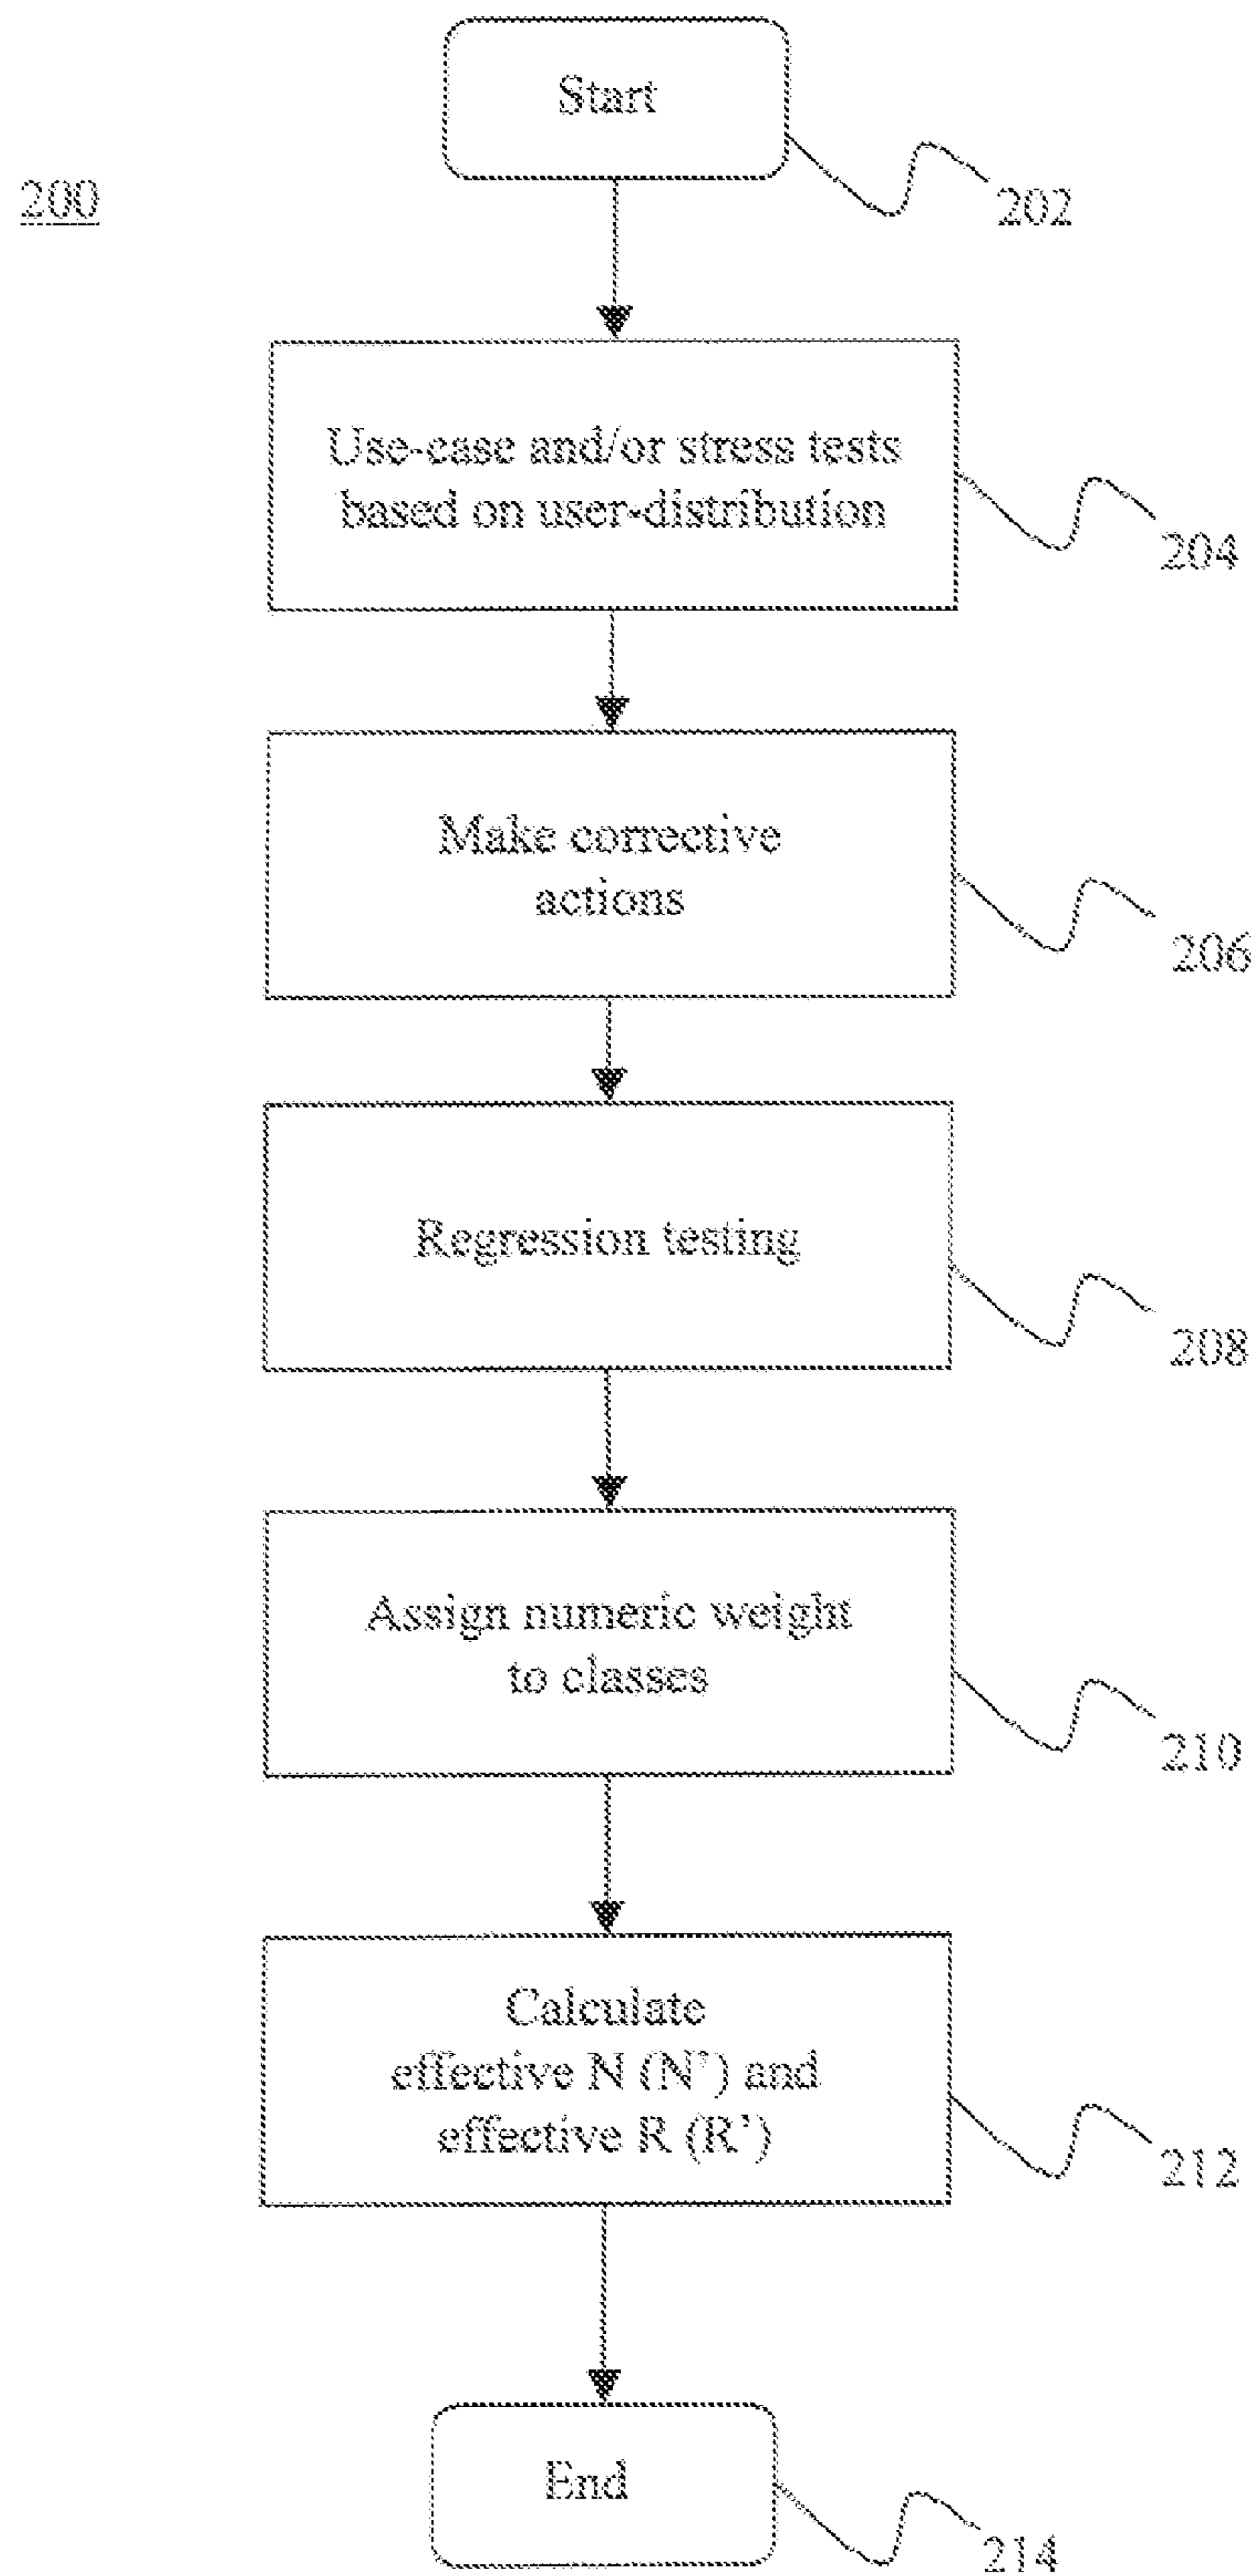 Start
200
202
Use-case and/or stress tests
based on user-distribution
204
Make corrective
actions
206
Regression testing
208
Assign numeric weight
to classes
210
Calculate
effective N (N’) and
effective R (R’)
212
End
214